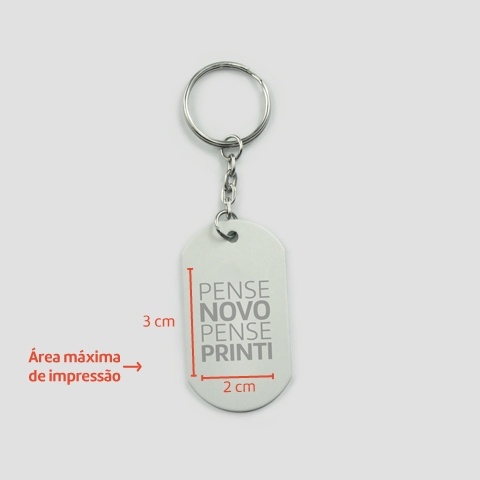 PENSE
NOVO
PENSE
PRINTI
3 cm
2 cm
Área máxima
de impressão